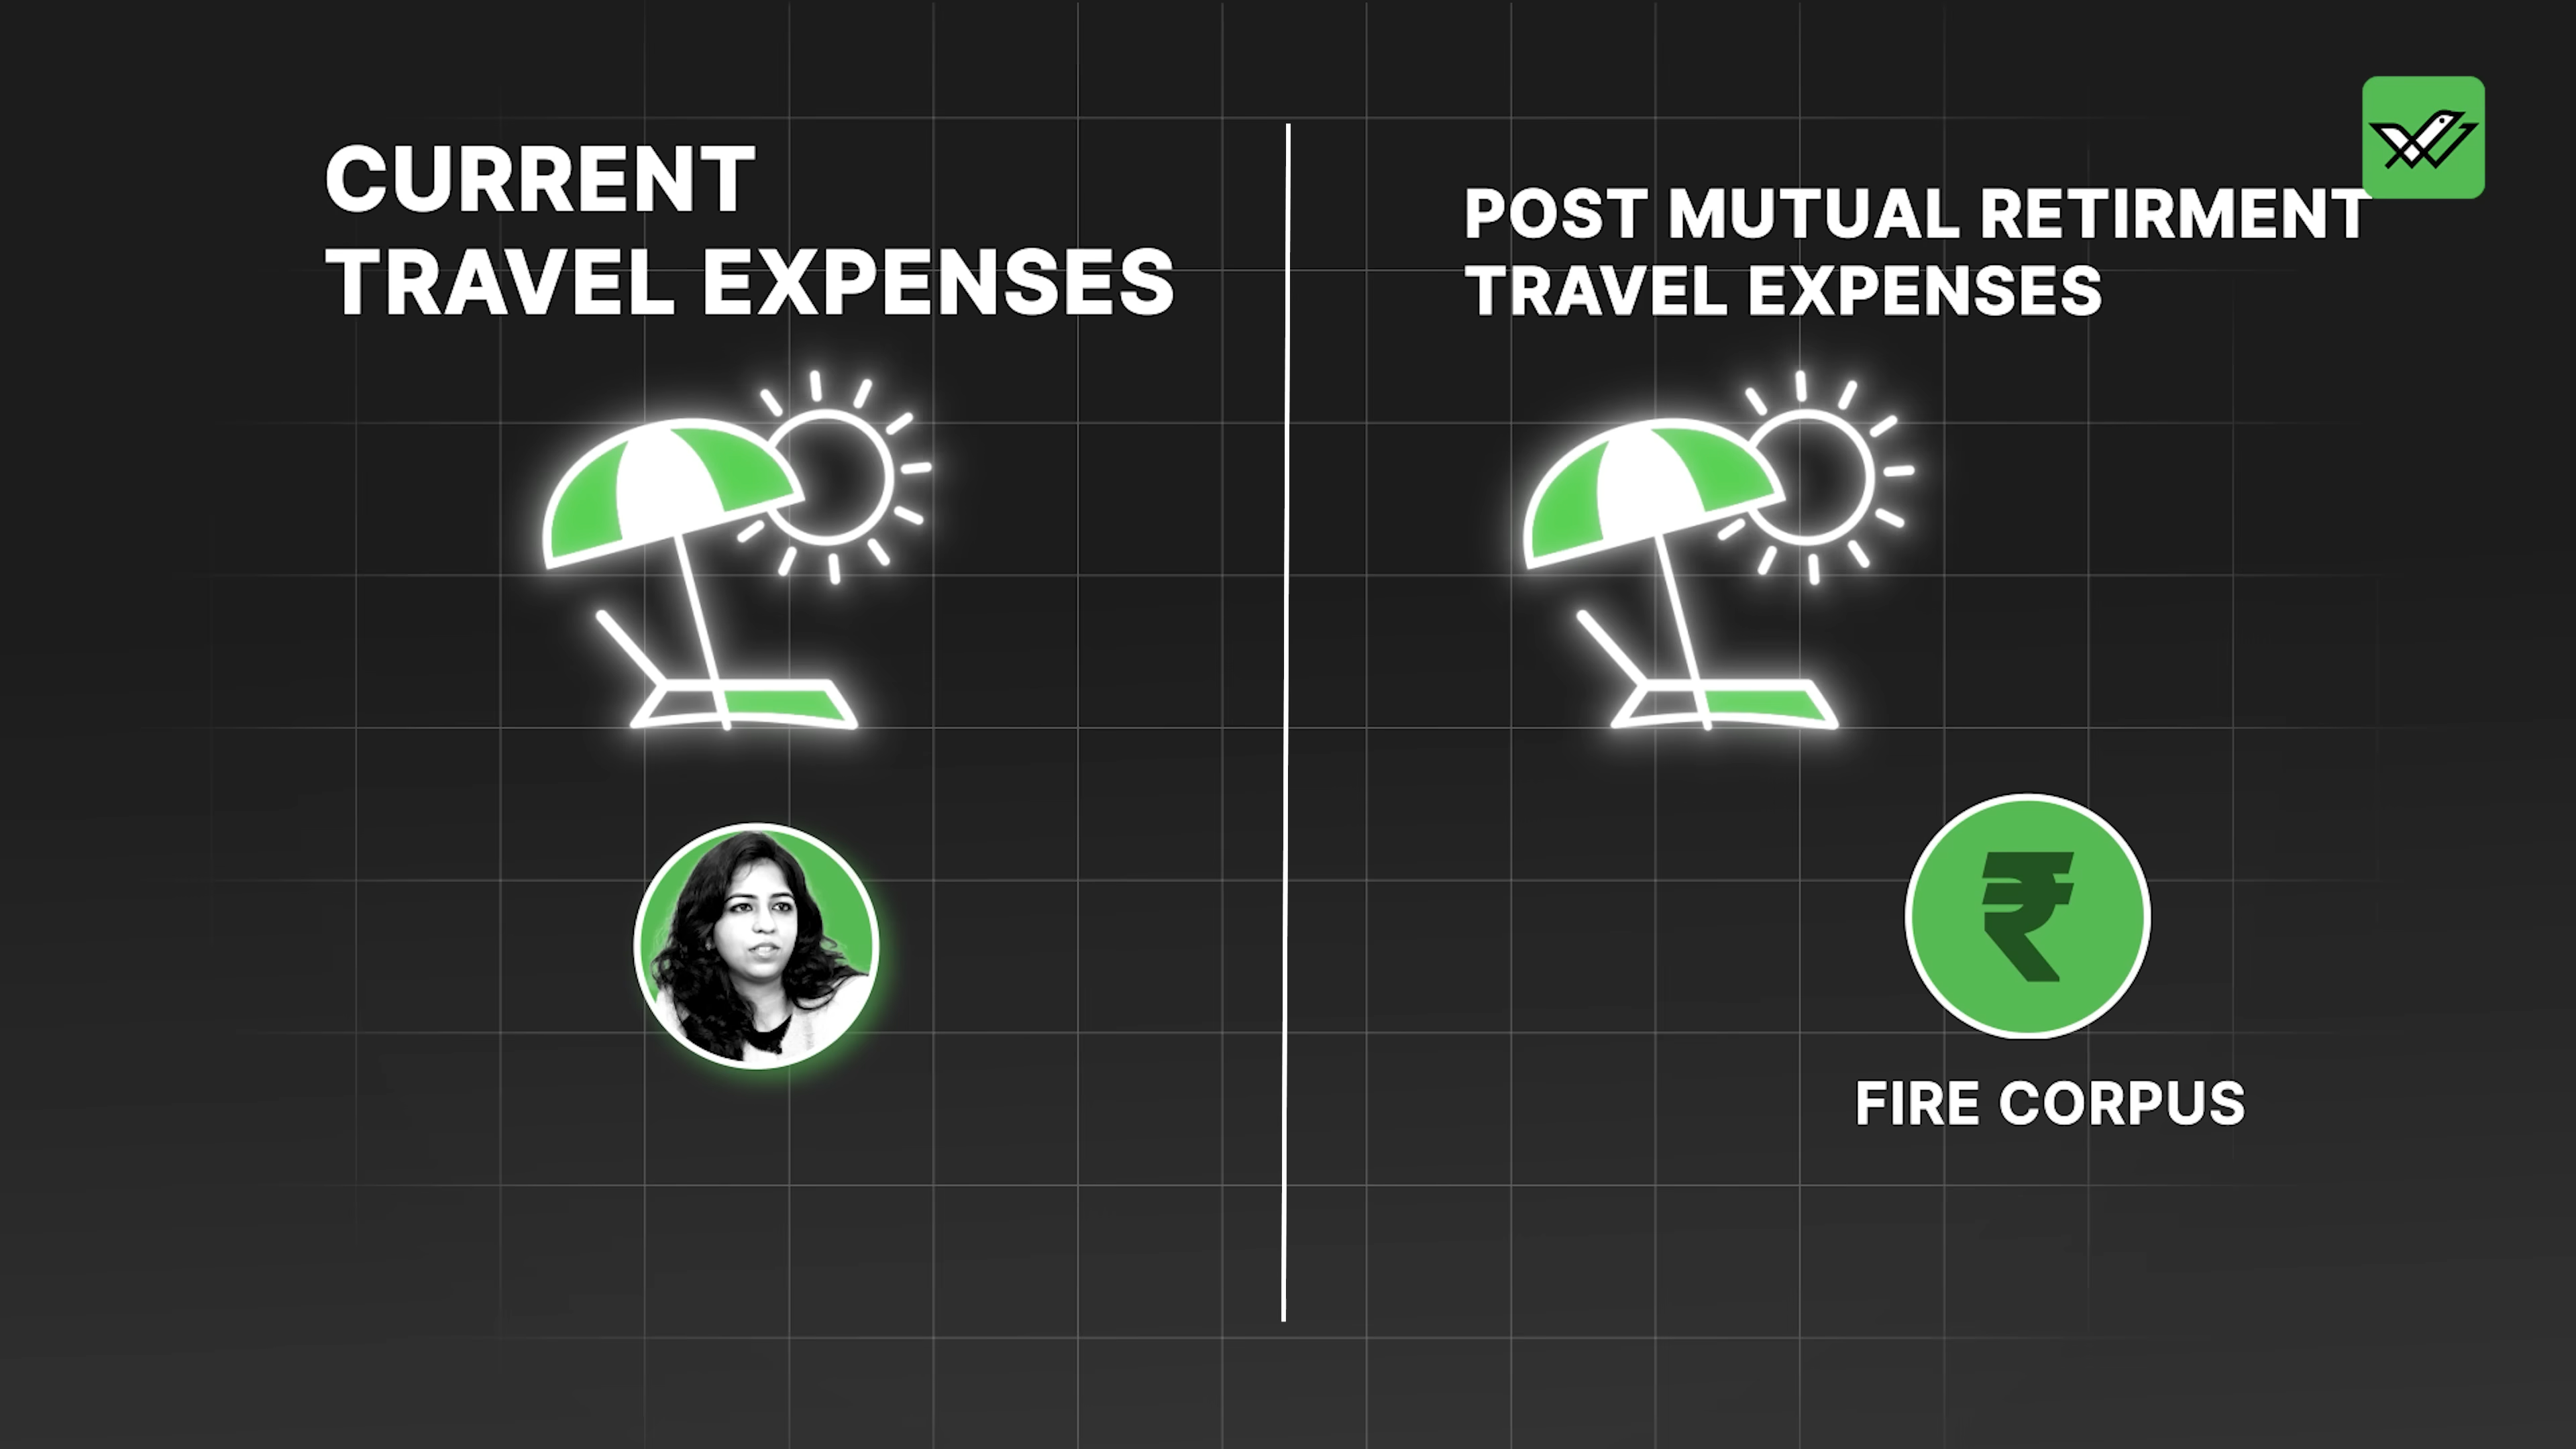 CURRENT
TRAVEL EXPENSES
POST MUTUAL RETIRMENT
TRAVEL EXPENSES
₹
FIRE CORPUS